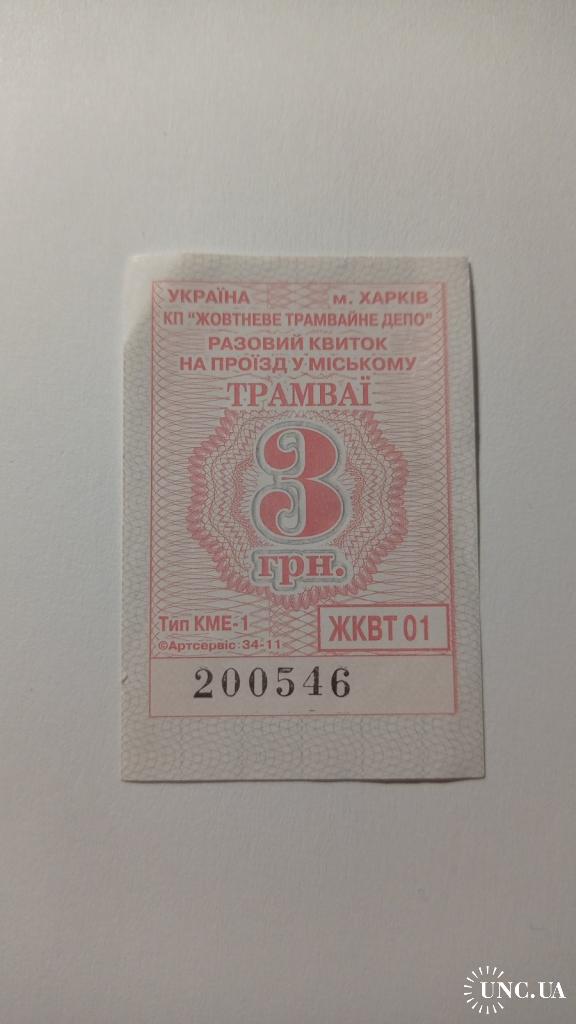 УКРАЇНА м. ХАРКІВ
КП "ЖОВТНЕВЕ ТРАМВАЙНЕ ДЕПО"
РАЗОВИЙ КВИТОК
НА ПРОЇЗД У МІСЬКОМУ
ТРАМВАЇ
3
грн.
Тип КМЕ-1
ЖКВТ 01
©Артсервіс 34-11
200546
UNC.UA